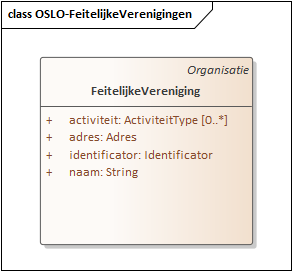 class OSLO-FeitelijkeVerenigingen
Organisatie
FeitelijkeVereniging
+ activiteit: ActiviteitType [0..*]
+ adres: Adres
+ identificator: Identificator
+ naam: String